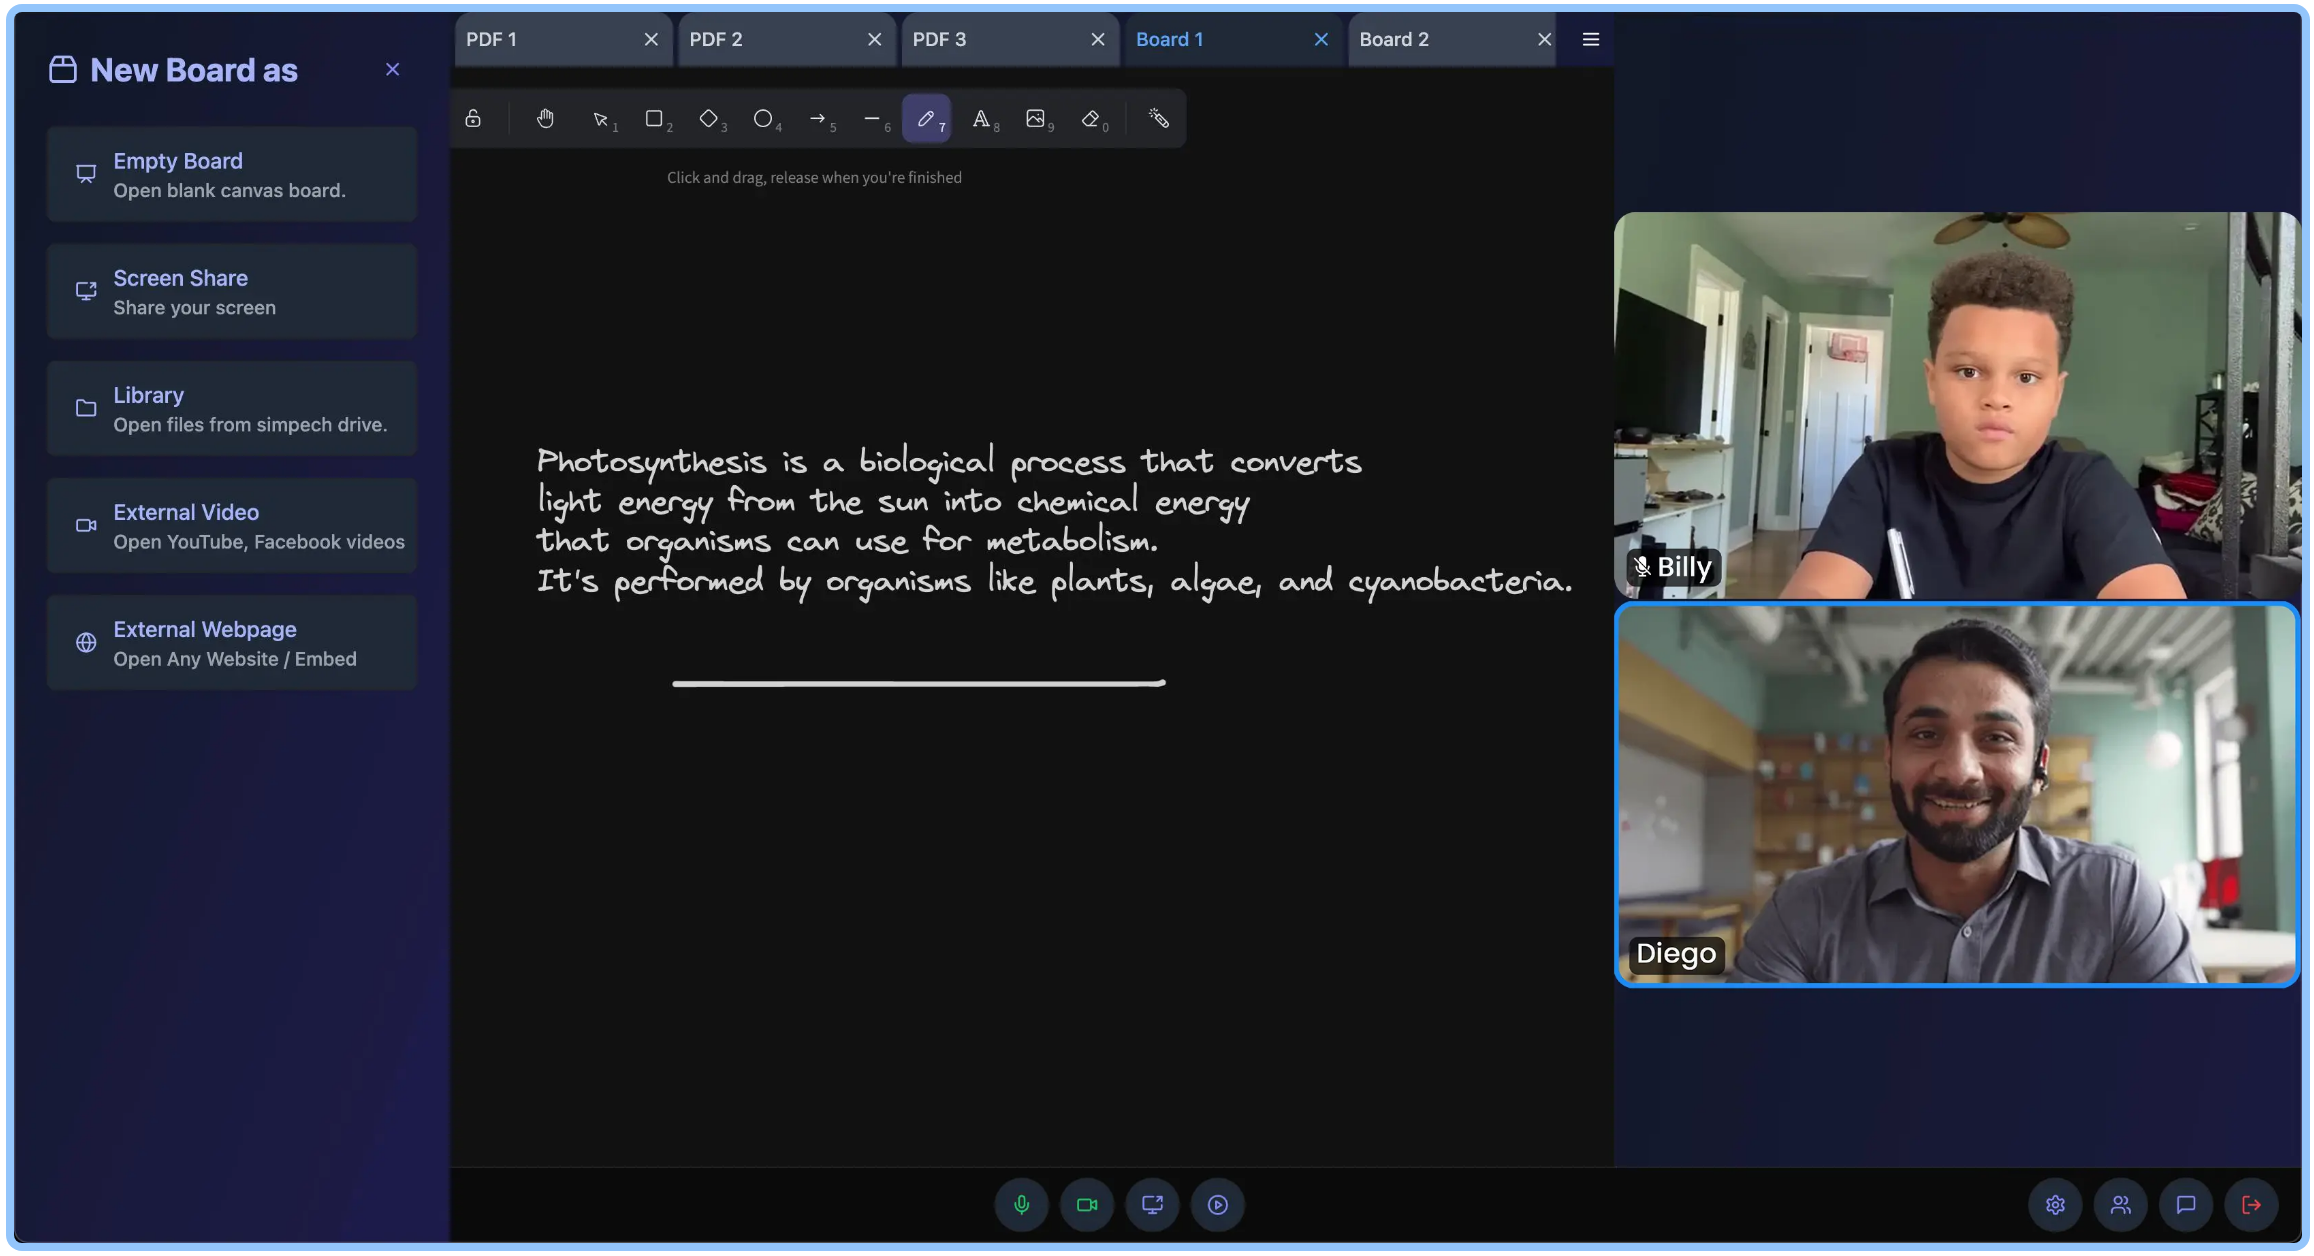 New Board as
Empty Board
Open blank canvas board.
Screen Share
Share your screen
Library
Open files from simpech drive.
External Video
Open YouTube, Facebook videos
External Webpage
Open Any Website / Embed
PDF 1
PDF 2
PDF 3
Board 1
Board 2
1
2
3
4
5
6
7
A 8
9
0
Click and drag, release when you're finished
Photosynthesis is a biological process that converts
light energy from the sun into chemical energy
that organisms can use for metabolism.
It's performed by organisms like plants, algae, and cyanobacteria.
Billy
Diego